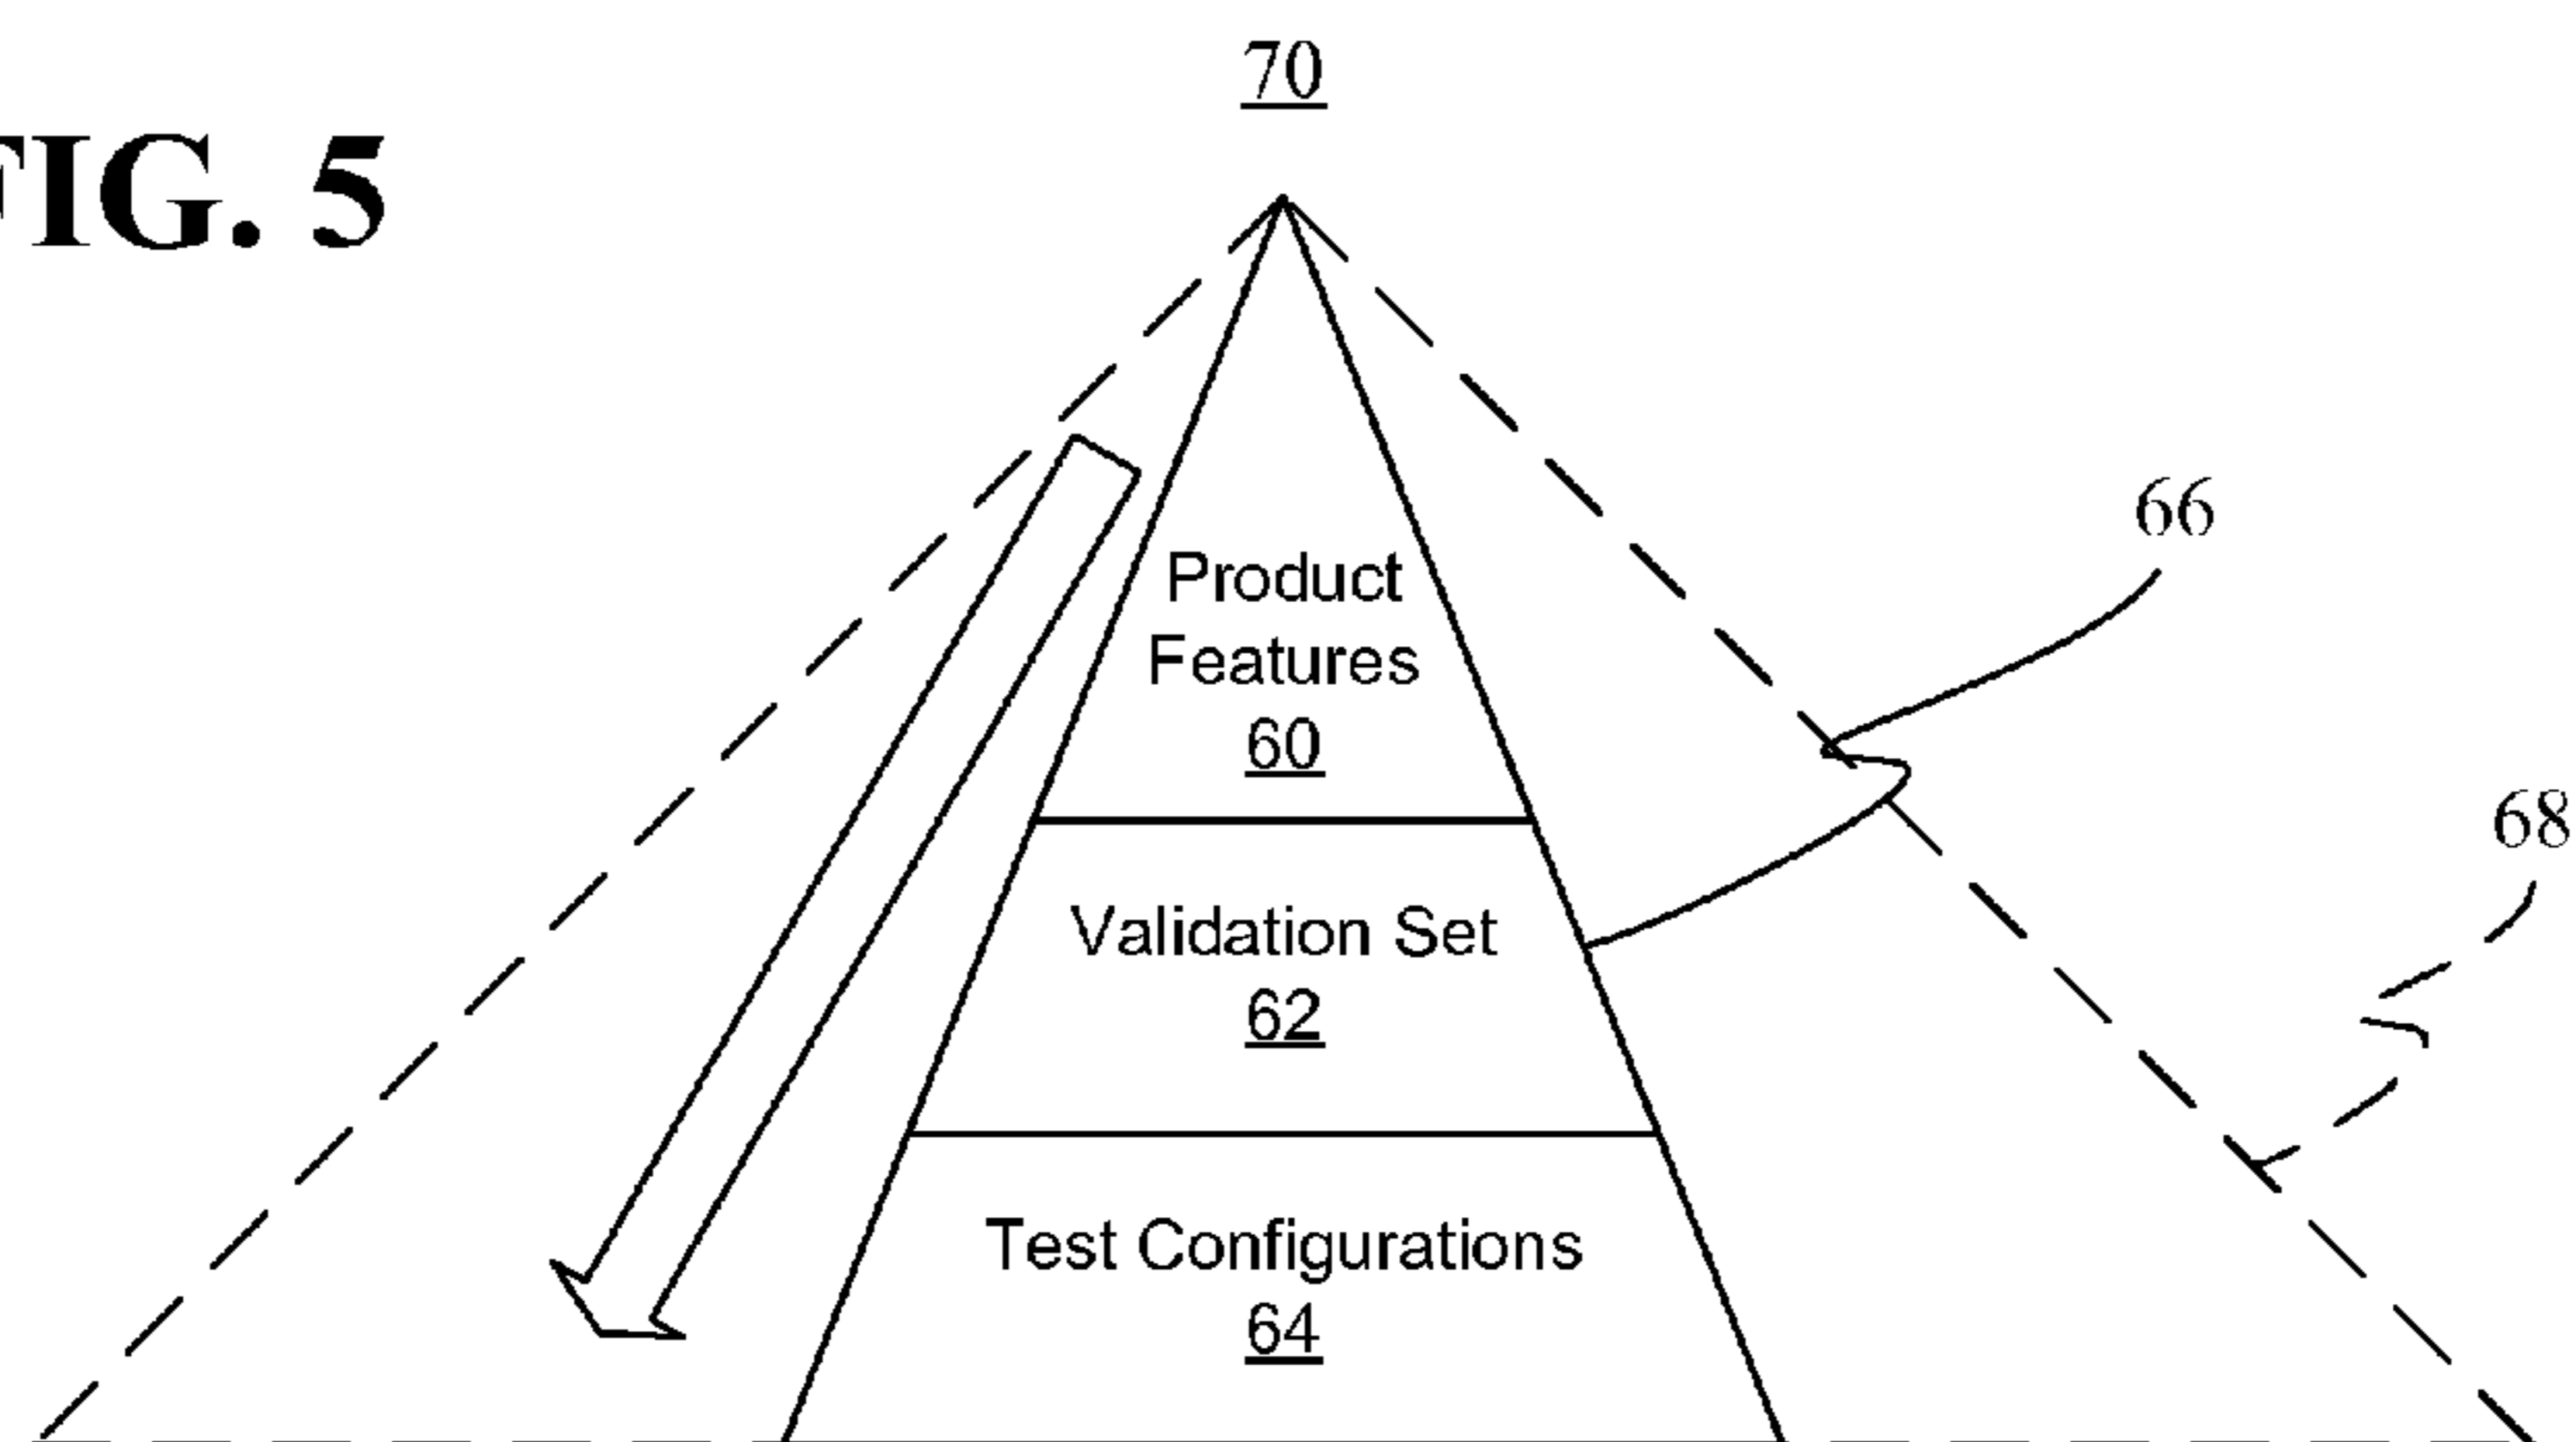 70
FIG. 5
66
Product
Features
60
68
Validation Set
62
Test Configurations
64